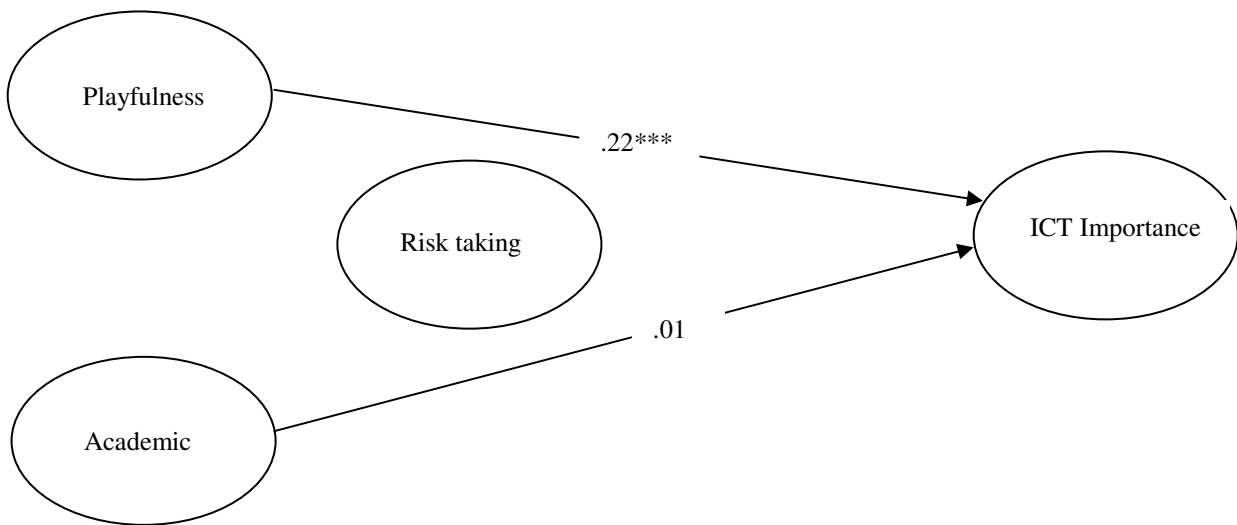 Playfulness
.22***
Risk taking
ICT Importance
.01
Academic